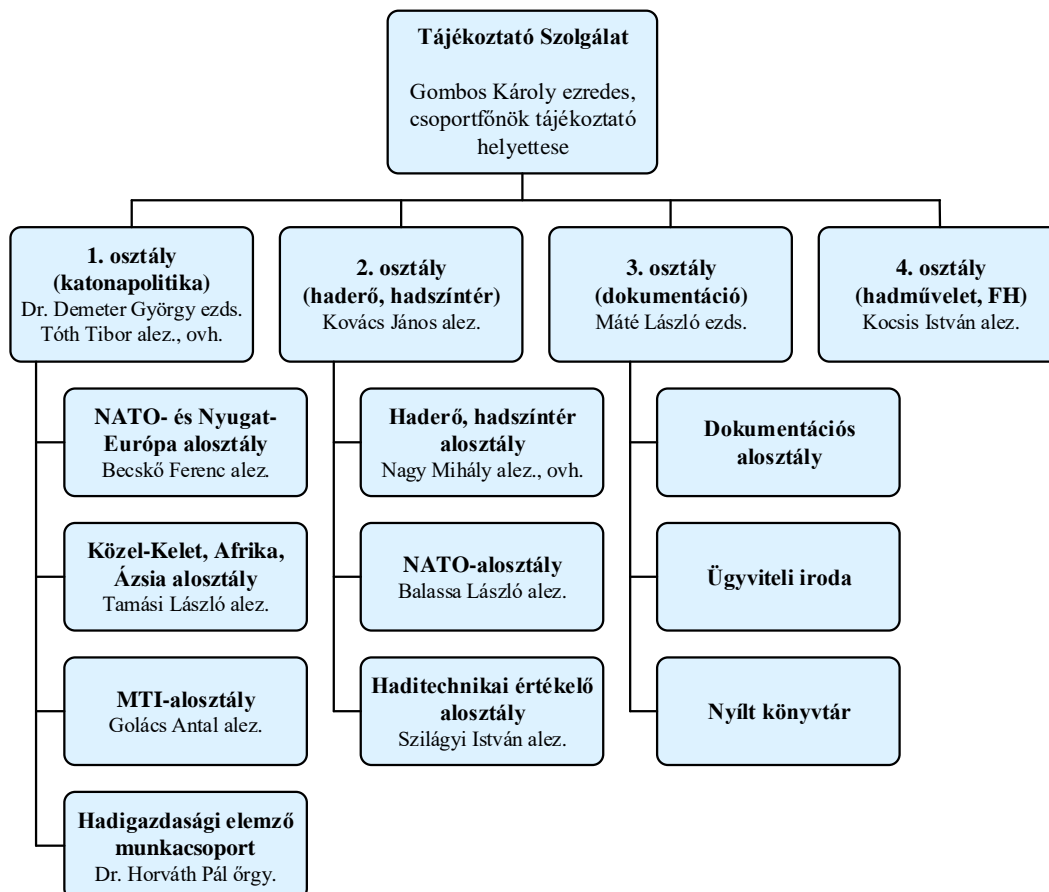 Tájékoztató Szolgálat
Gombos Károly ezredes,
csoportfőnök tájékoztató
helyettese
1. osztály
(katonapolitika)
Dr. Demeter György ezds.
Tóth Tibor alez., ovh.
2. osztály
(haderő, hadszíntér)
Kovács János alez.
3. osztály
(dokumentáció)
Máté László ezds.
4. osztály
(hadművelet, FH)
Kocsis István alez.
NATO- és Nyugat-
Európa alosztály
Becskő Ferenc alez.
Haderő, hadszíntér
alosztály
Nagy Mihály alez., ovh.
Dokumentációs
alosztály
Közel-Kelet, Afrika,
Ázsia alosztály
Tamási László alez.
NATO-alosztály
Balassa László alez.
Ügyviteli iroda
MTI-alosztály
Golács Antal alez.
Haditechnikai értékelő
alosztály
Szilágyi István alez.
Nyílt könyvtár
Hadigazdasági elemző
munkacsoport
Dr. Horváth Pál őrgy.